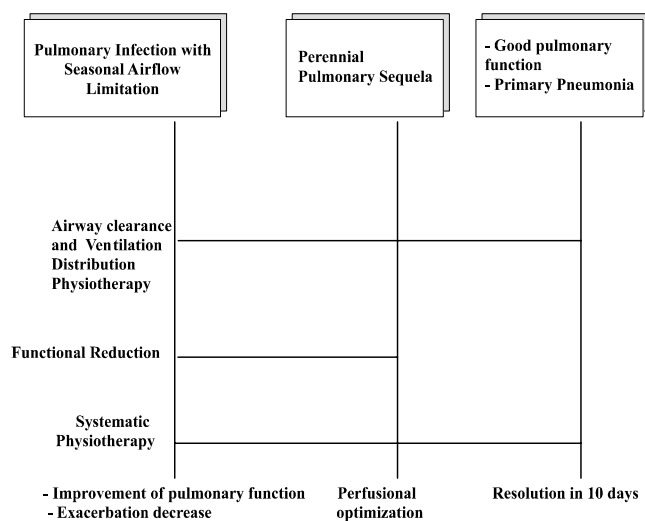 Pulmonary Infection with
Seasonal Airflow
Limitation
Perennial
Pulmonary Sequela
- Good pulmonary
function
- Primary Pneumonia
Airway clearance
and Ventilation
Distribution
Physiotherapy
Functional Reduction
Systematic
Physiotherapy
- Improvement of pulmonary function
- Exacerbation decrease
Perfusional
optimization
Resolution in 10 days